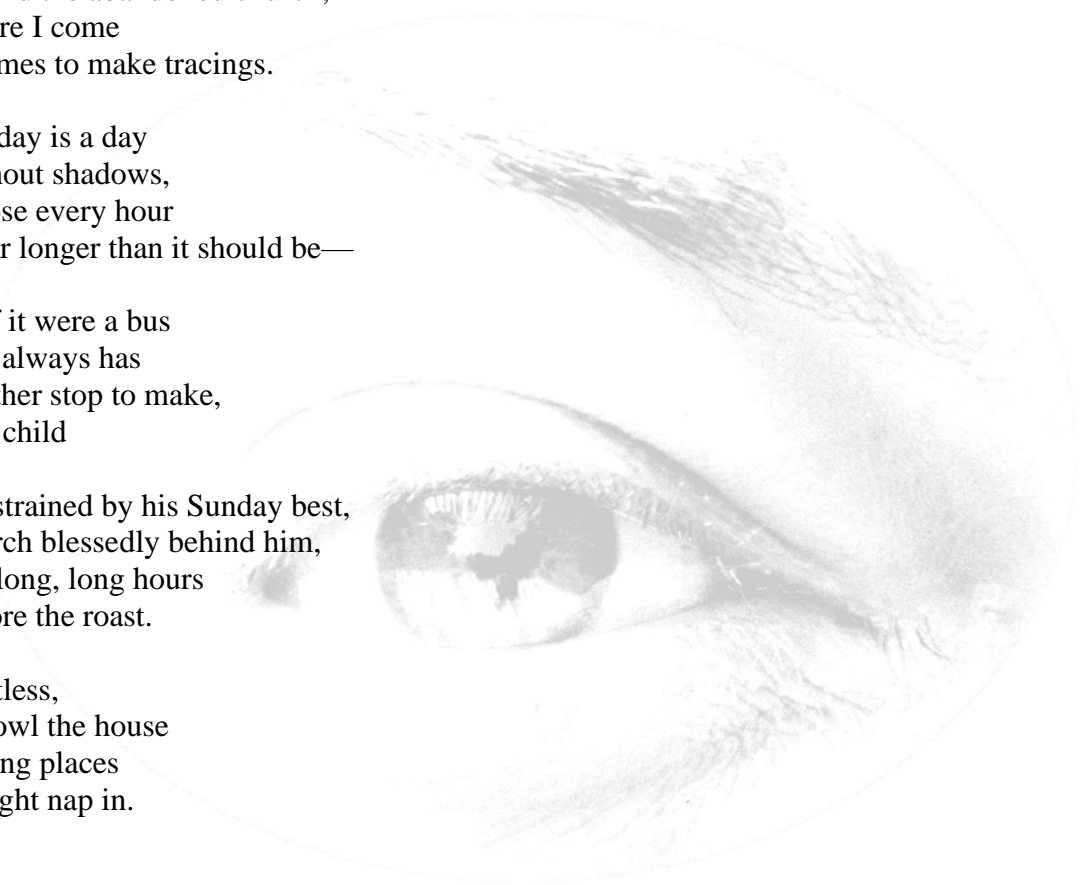 re I come
mes to make tracings.
day is a day
hout shadows,
se every hour
r longer than it should be—
it were a bus
always has
her stop to make,
child
strained by his Sunday best,
rch blessedly behind him,
long, long hours
ore the roast.
tless,
owl the house
ng places
ght nap in.